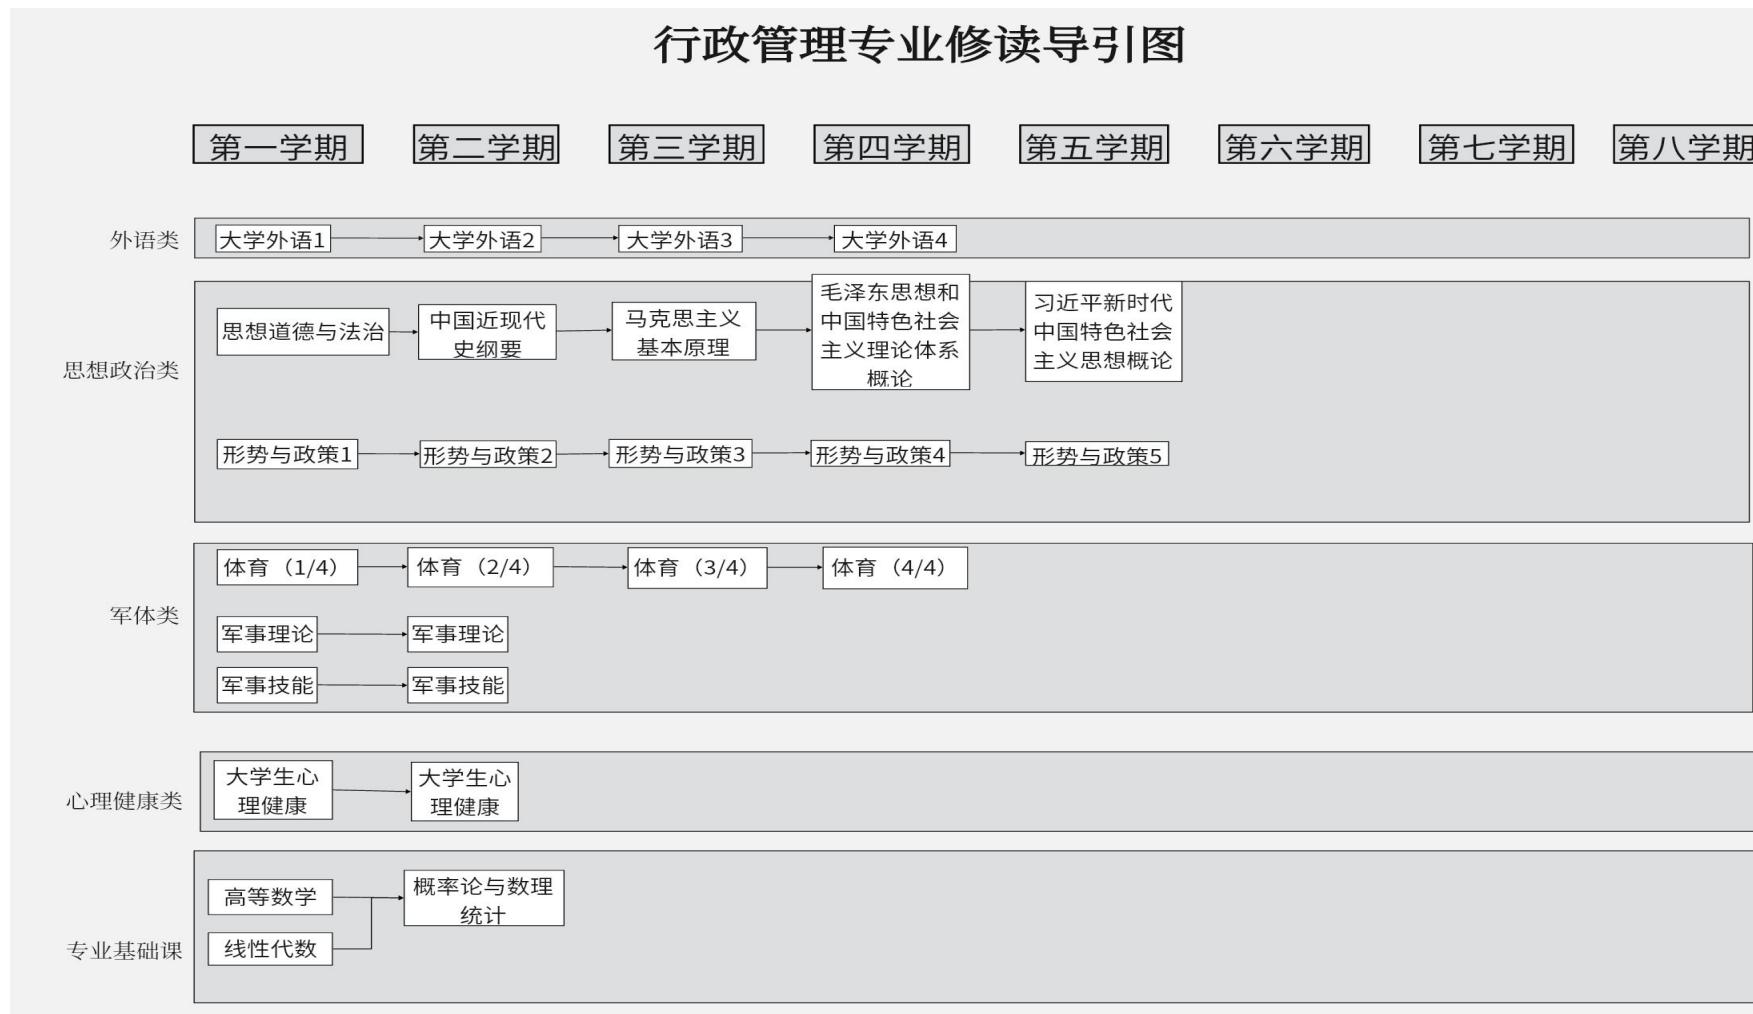 行政管理专业修读导引图
第一学期
第二学期
第三学期
第四学期
第五学期
第六学期
第七学期
第八学期
外语类
大学外语1
大学外语2
大学外语3
大学外语4
思想政治类
思想道德与法治
中国近现代
史纲要
马克思主义
基本原理
毛泽东思想和
中国特色社会
主义理论体系
概论
习近平新时代
中国特色社会
主义思想概论
形势与政策1
形势与政策2
形势与政策3
形势与政策4
形势与政策5
军体类
体育（1/4）
体育（2/4）
体育（3/4）
体育（4/4）
军事理论
军事理论
军事技能
军事技能
心理健康类
大学生心
理健康
大学生心
理健康
专业基础课
高等数学
概率论与数理
统计
线性代数